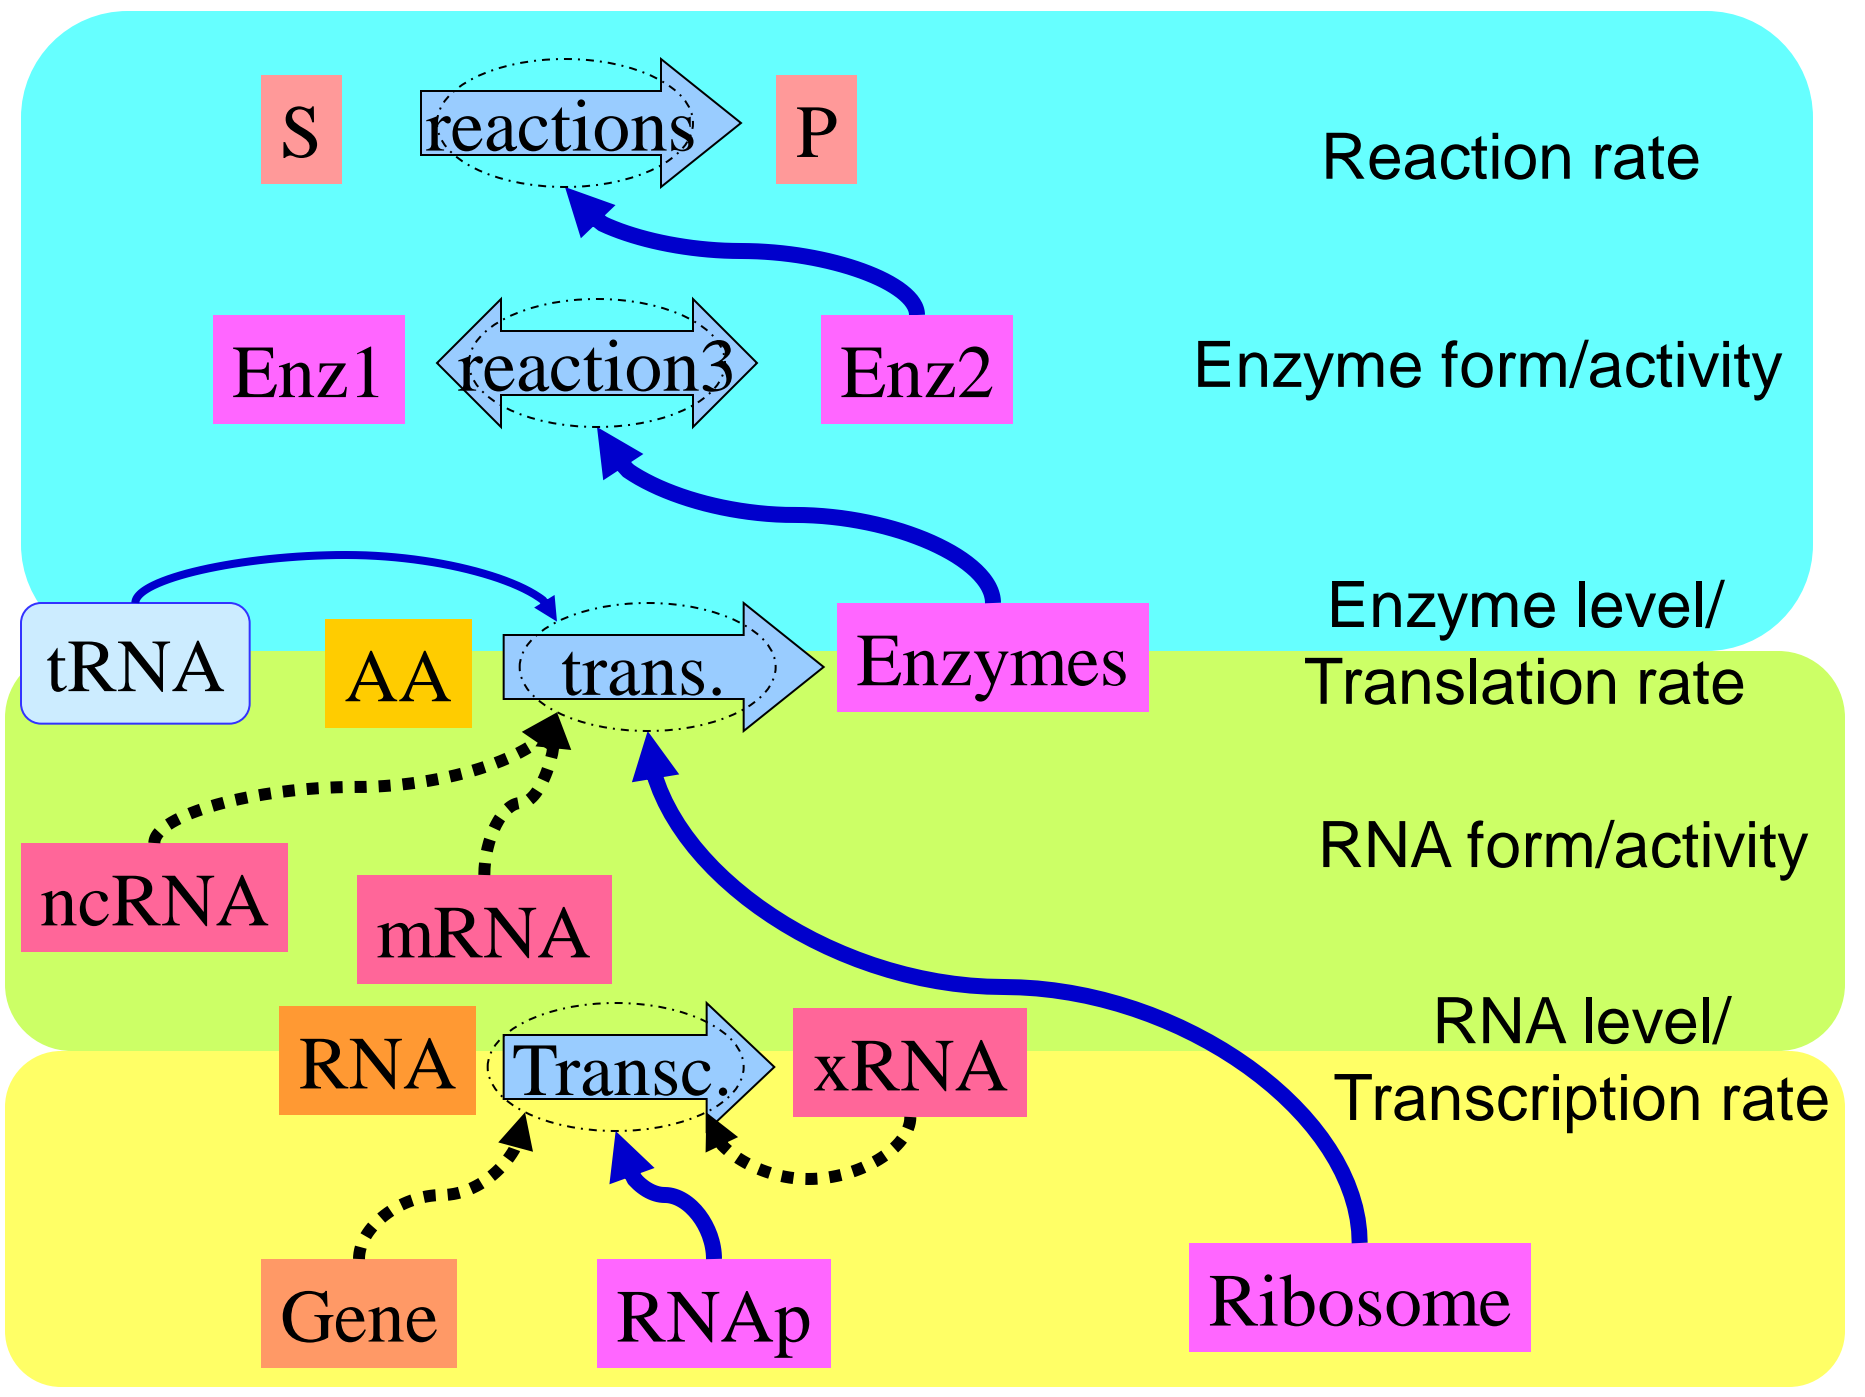 S
reactions
P
Reaction rate
Enz1
reaction3
Enz2
Enzyme form/activity
tRNA
AA
trans.
Enzymes
Enzyme level/
Translation rate
ncRNA
mRNA
RNA form/activity
RNA
Transc.
xRNA
RNA level/
Transcription rate
Gene
RNAp
Ribosome